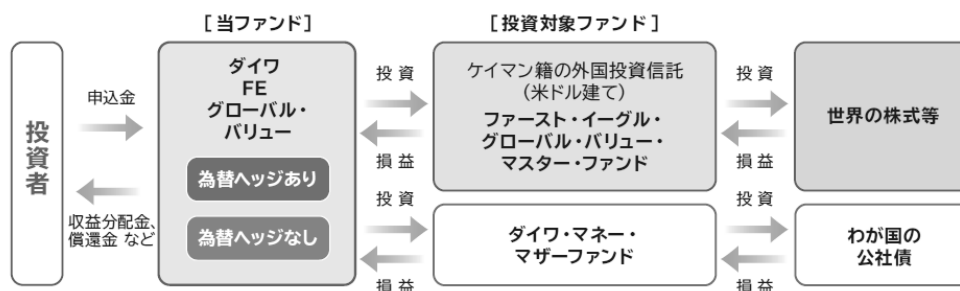 [当ファンド]
[投資対象ファンド]
投資者
申込金
収益分配金、
償還金 など
ダイワ
FE
グローバル・
バリュー
為替ヘッジあり
為替ヘッジなし
投資
損益
投資
損益
ケイマン籍の外国投資信託
(米ドル建て)
ファースト・イーグル・
グローバル・バリュー・
マスター・ファンド
ダイワ・マネー・
マザーファンド
投資
損益
投資
損益
世界の株式等
わが国の
公社債